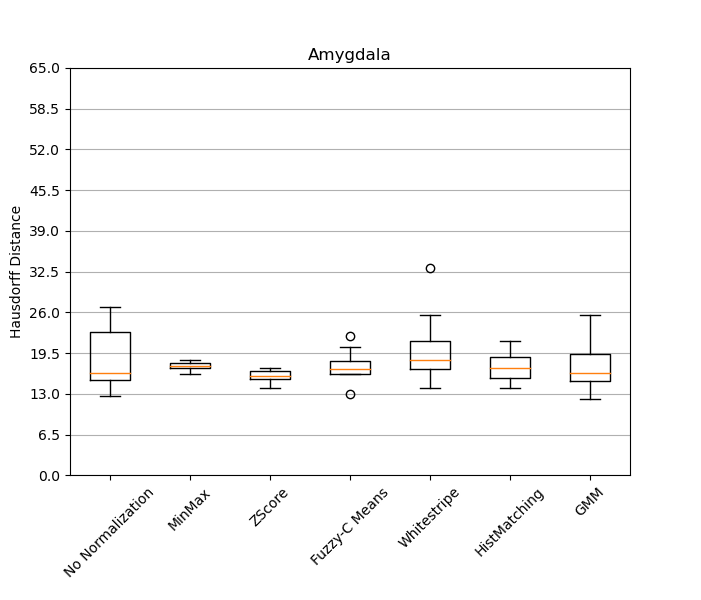 Amygdala
65.0
58.5
52.0
45.5
39.0
32.5
26.0
19.5
13.0
6.5
0.0
Hausdorff Distance
No Normalization
MinMax
ZScore
Fuzzy-C Means
Whitestripe
HistMatching
GMM